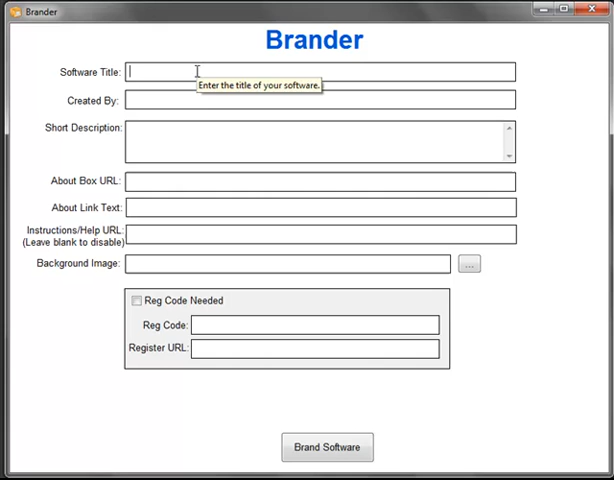 Brander
Brander
Software Title:
Enter the title of your software.
Created By:
Short Description:
About Box URL:
About Link Text:
Instructions/Help URL:
(Leave blank to disable)
Background Image:
...
Reg Code Needed
Reg Code:
Register URL:
Brand Software